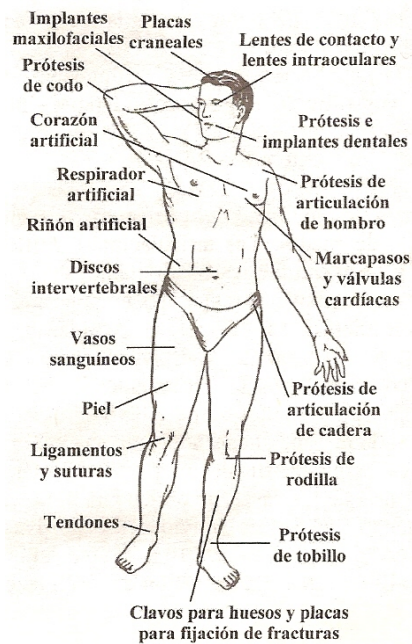 Implantes
maxilofaciales
Placas
craneales
Lentes de contacto y
lentes intraoculares
Prótesis
de codo
Corazón
artificial
Prótesis e
implantes dentales
Respirador
artificial
Prótesis de
articulación
de hombro
Riñón artificial
Marcapasos
y válvulas
cardíacas
Discos
intervertebrales
Vasos
sanguíneos
Prótesis de
articulación
de cadera
Piel
Ligamentos
y suturas
Prótesis de
rodilla
Tendones
Prótesis
de tobillo
Clavos para huesos y placas
para fijación de fracturas